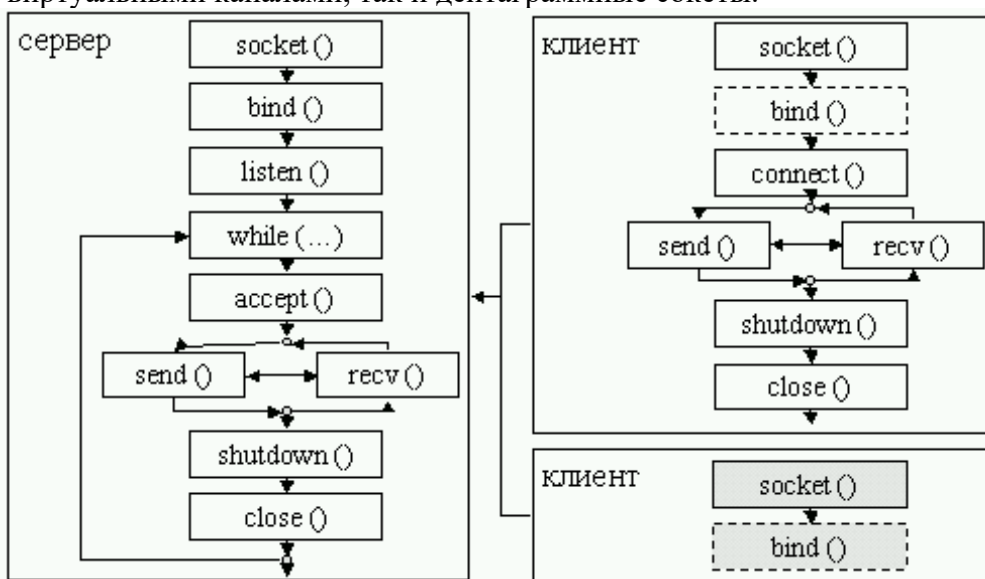 виртуальными каналами, так и дейтаграммные сокеты.
сервер
socket ()
bind ()
listen ()
while (...)
accept ()
send ()
recv ()
shutdown ()
close ()
клиент
socket ()
bind ()
connect ()
send ()
recv ()
shutdown ()
close ()
клиент
socket ()
bind ()